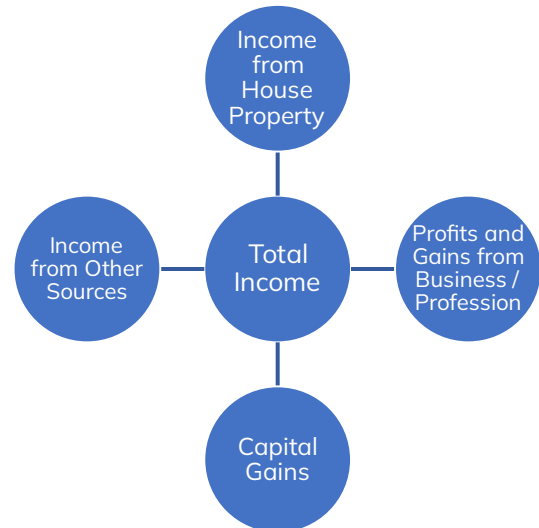 Income
from
House
Property
Income
from Other
Sources
Total
Income
Profits and
Gains from
Business /
Profession
Capital
Gains